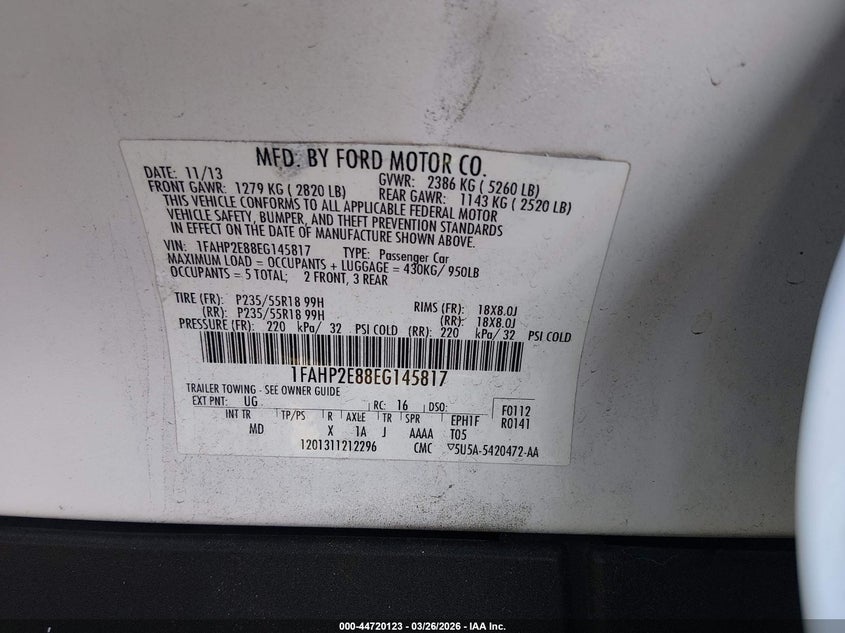 MFD. BY FORD MOTOR CO.
DATE: 11/13 GVWR: 2386 KG ( 5260 LB)
FRONT GAWR: 1279 KG ( 2820 LB) REAR GAWR: 1143 KG ( 2520 LB)
THIS VEHICLE CONFORMS TO ALL APPLICABLE FEDERAL MOTOR
VEHICLE SAFETY, BUMPER, AND THEFT PREVENTION STANDARDS
IN EFFECT ON THE DATE OF MANUFACTURE SHOWN ABOVE.
VIN: 1FAHP2E88EG145817 TYPE: Passenger Car
MAXIMUM LOAD = OCCUPANTS + LUGGAGE = 430KG/ 950LB
OCCUPANTS = 5 TOTAL; 2 FRONT, 3 REAR
TIRE (FR): P235/55R18 99H RIMS (FR): 18X8.0J
(RR): P235/55R18 99H (RR): 18X8.0J
PRESSURE (FR): 220 kPa/ 32 PSI COLD (RR): 220 kPa/ 32 PSI COLD
1FAHP2E88EG145817
TRAILER TOWING - SEE OWNER GUIDE
EXT PNT: UG RC: 16 DSO: F0112
INT TR TP/PS R AXLE TR SPR EPH1F R0141
MD X 1A J AAAA T05
1201311212296 CMC ▽5U5A-5420472-AA
000-44720123 — 03/26/2026 — IAA Inc.